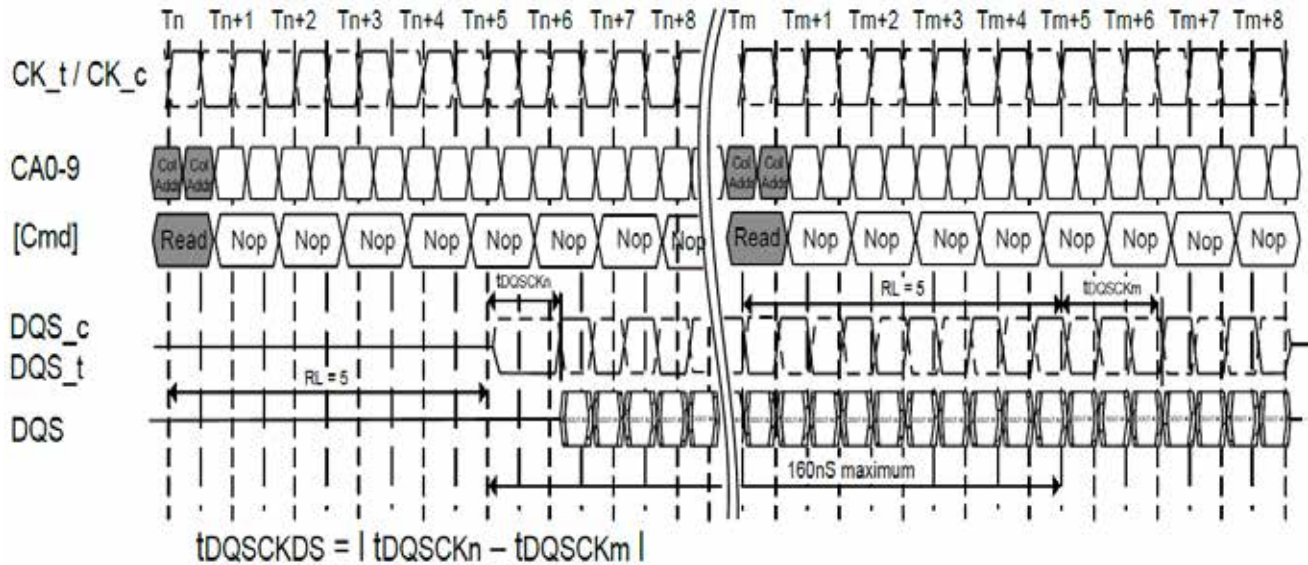 Tn Tn+1 Tn+2 Tn+3 Tn+4 Tn+5 Tn+6 Tn+7 Tn+8 Tm Tm+1 Tm+2 Tm+3 Tm+4 Tm+5 Tm+6 Tm+7 Tm+8
CK_t / CK_c
CA0-9 Col Addr Col Addr Col Addr Col Addr
[Cmd] Read Nop Nop Nop Nop Nop Nop Nop Nop Read Nop Nop Nop Nop Nop Nop Nop Nop
tDQSCKn RL = 5 tDQSCKm
DQS_c
DQS_t
RL = 5
DQS
160nS maximum
tDQSCKDS = | tDQSCKn – tDQSCKm |